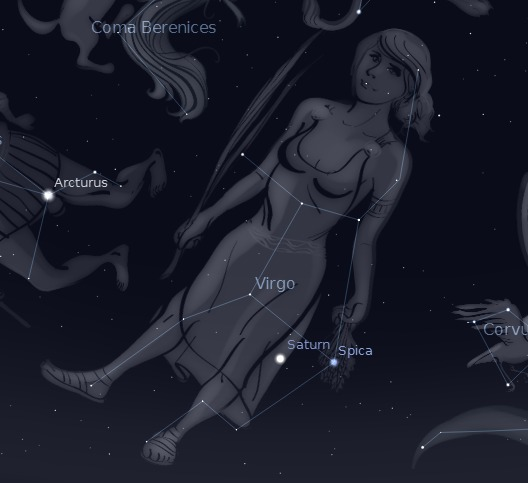 Coma Berenices
Arcturus
Virgo
Saturn
Spica
Corvu